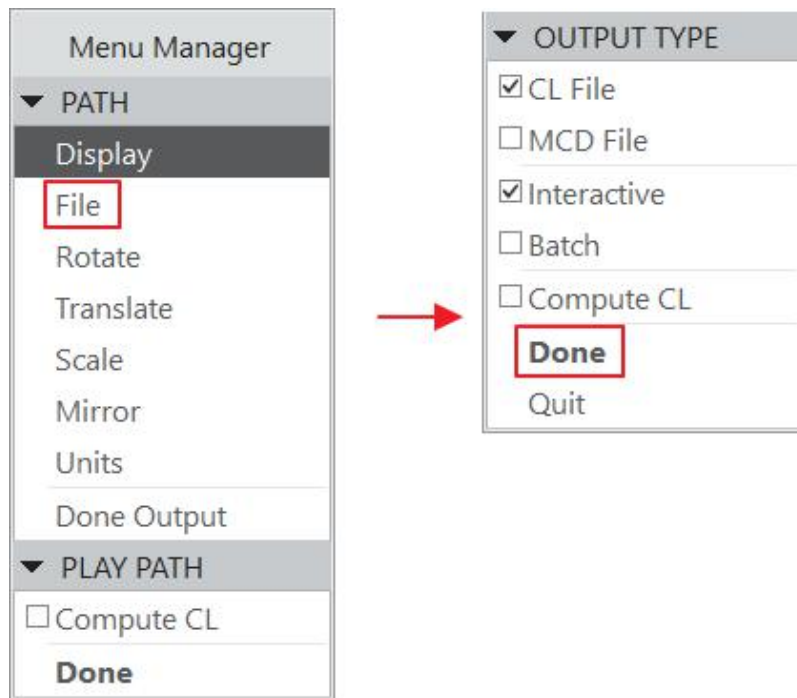 Menu Manager
PATH
Display
File
Rotate
Translate
Scale
Mirror
Units
Done Output
PLAY PATH
Compute CL
Done
OUTPUT TYPE
CL File
MCD File
Interactive
Batch
Compute CL
Done
Quit